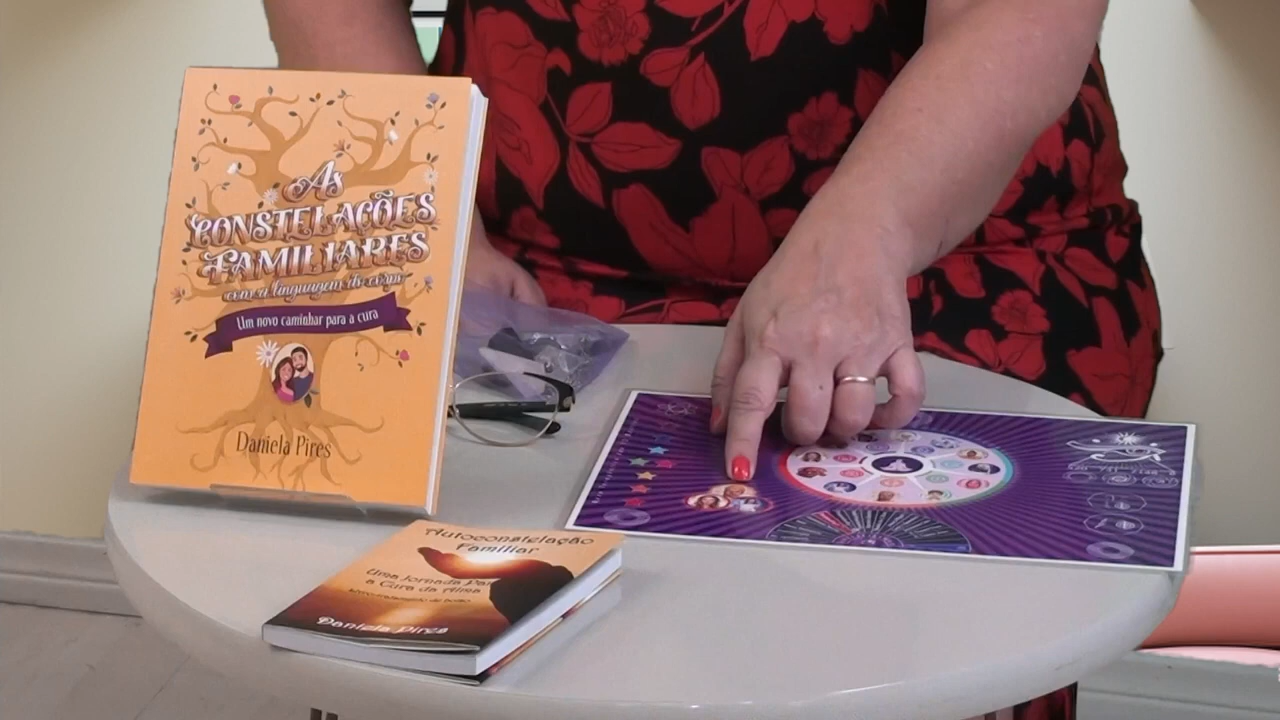 As
CONSTELAÇÕES
FAMILIARES
com a linguagem do corpo
Um novo caminhar para a cura
Daniela Pires
Autoconstelação
Familiar
Uma Jornada Para
a Cura da Alma
Daniela Pires